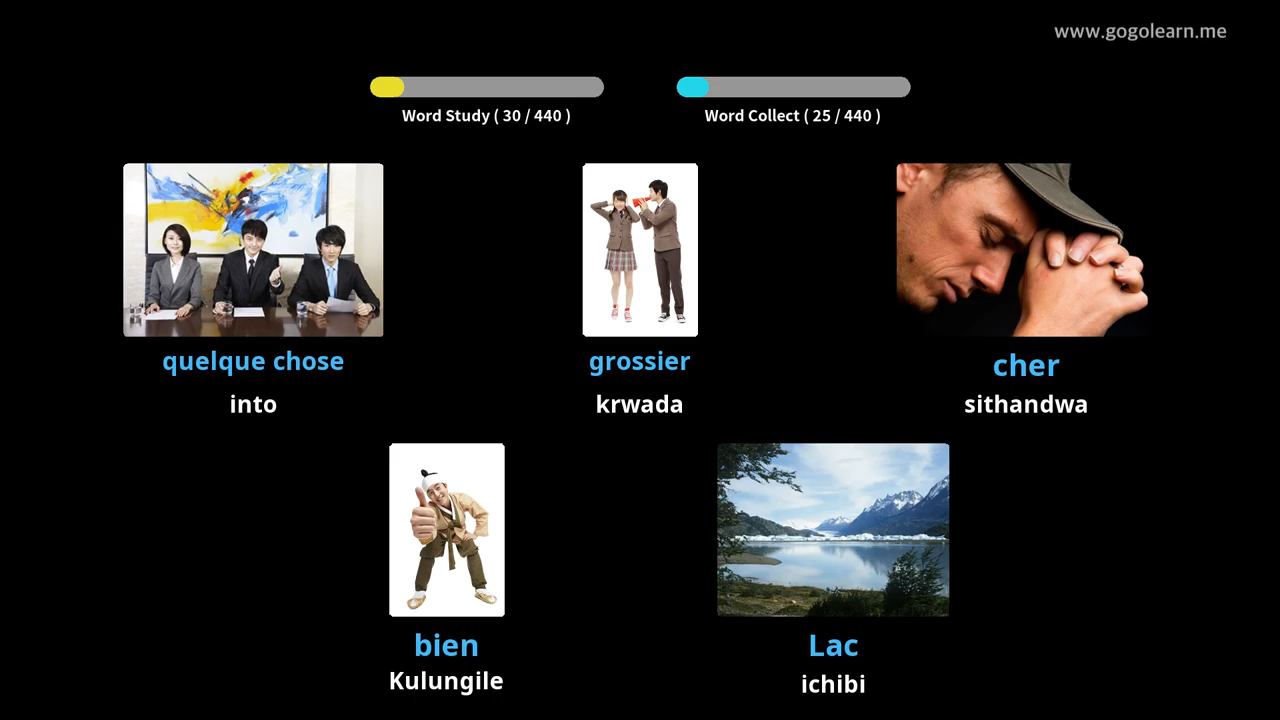 www.gogolearn.me
Word Study ( 30 / 440 )
Word Collect ( 25 / 440 )
quelque chose
into
grossier
krwada
cher
sithandwa
bien
Kulungile
Lac
ichibi